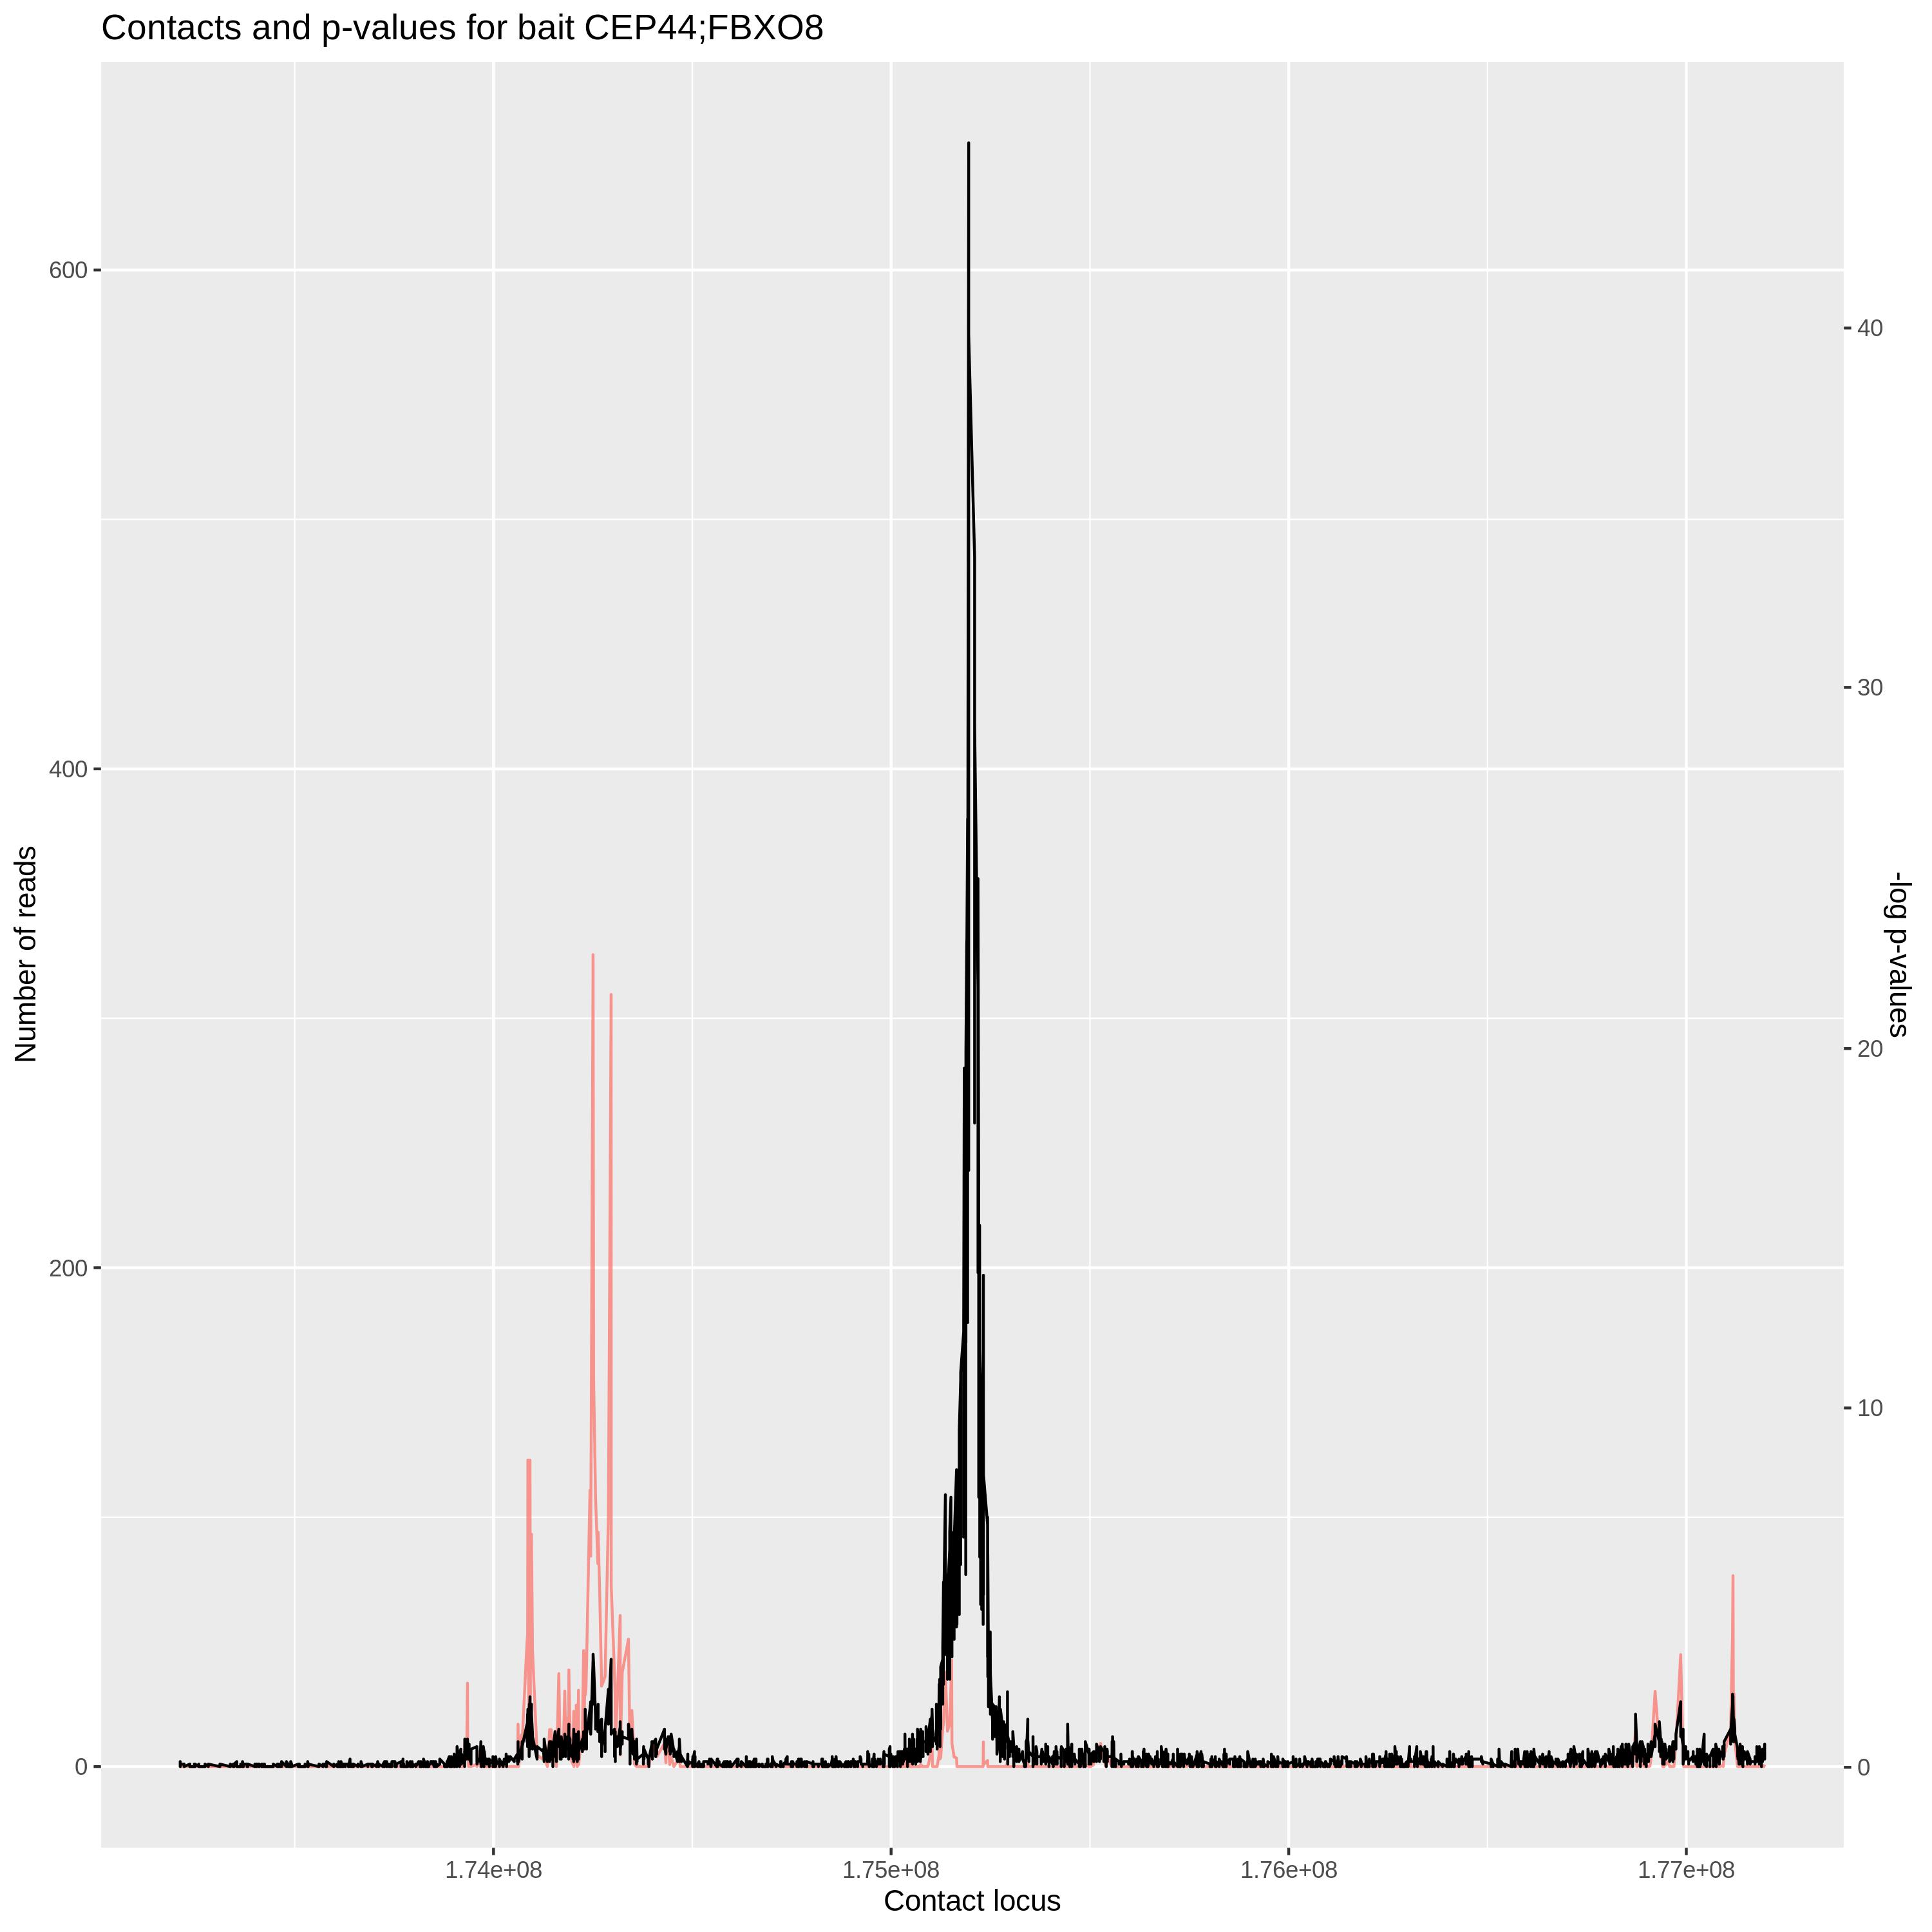 Contacts and p-values for bait CEP44;FBXO8
Number of reads
600
400
200
0
-log p-values
40
30
20
10
0
1.74e+08
1.75e+08
1.76e+08
1.77e+08
Contact locus